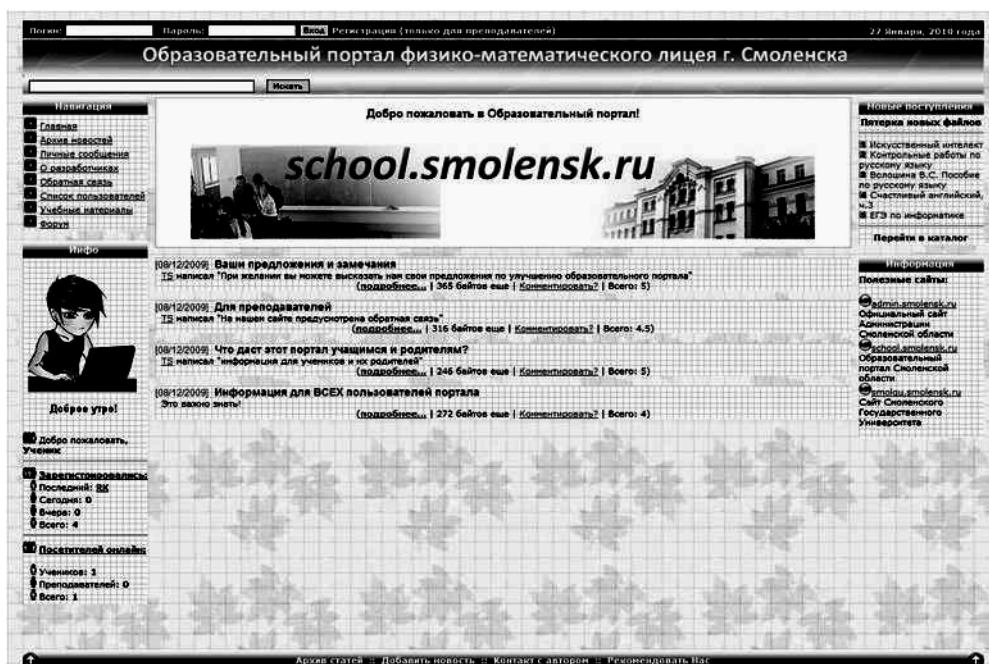 Логин: Пароль: Вход Регистрация (только для преподавателей) 27 Января, 2010 года
Образовательный портал физико-математического лицея г. Смоленска
Искать
Навигация
Главная
Архив новостей
Личные сообщения
О разработчиках
Обратная связь
Список пользователей
Учебные материалы
Форум
Инфо
Доброе утро!
Добро пожаловать,
Ученик
Зарегистрировались:
Последний: RK
Сегодня: 0
Вчера: 0
Всего: 4
Посетителей онлайн:
Учеников: 1
Преподавателей: 0
Всего: 1
Добро пожаловать в Образовательный портал!
school.smolensk.ru
[08/12/2009] Ваши предложения и замечания
TS написал "При желании вы можете высказать нам свои предложения по улучшению образовательного портала"
(подробнее... | 365 байтов еще | Комментировать? | Всего: 5)
[08/12/2009] Для преподавателей
TS написал "На нашем сайте предусмотрена обратная связь"
(подробнее... | 316 байтов еще | Комментировать? | Всего: 4.5)
[08/12/2009] Что даст этот портал учащимся и родителям?
TS написал "информация для учеников и их родителей"
(подробнее... | 246 байтов еще | Комментировать? | Всего: 5)
[08/12/2009] Информация для ВСЕХ пользователей портала
Это важно знать!
(подробнее... | 272 байтов еще | Комментировать? | Всего: 4)
Новые поступления
Пятерка новых файлов
Искусственный интелект
Контрольные работы по
русскому языку
Волошина В.С. Пособие
по русскому языку
Счастливый английский,
ч.3
ЕГЭ по информатике
Перейти в каталог
Информация
Полезные сайты:
admin.smolensk.ru
Официальный сайт
Администрации
Смоленской области
school.smolensk.ru
Образовательный
портал Смоленской
области
smolgu.smolensk.ru
Сайт Смоленского
Государственного
Университета
Архив статей :: Добавить новость :: Контакт с автором :: Рекомендовать Нас